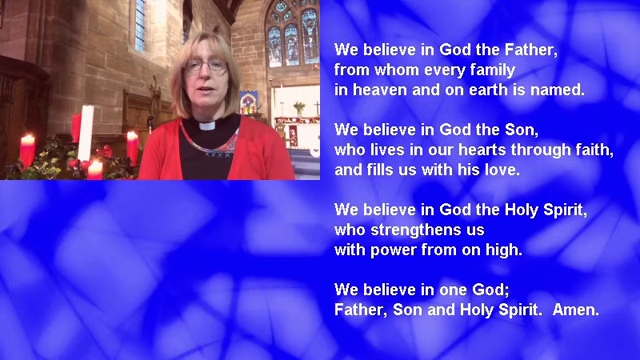 We believe in God the Father,
from whom every family
in heaven and on earth is named.
We believe in God the Son,
who lives in our hearts through faith,
and fills us with his love.
We believe in God the Holy Spirit,
who strengthens us
with power from on high.
We believe in one God;
Father, Son and Holy Spirit.  Amen.